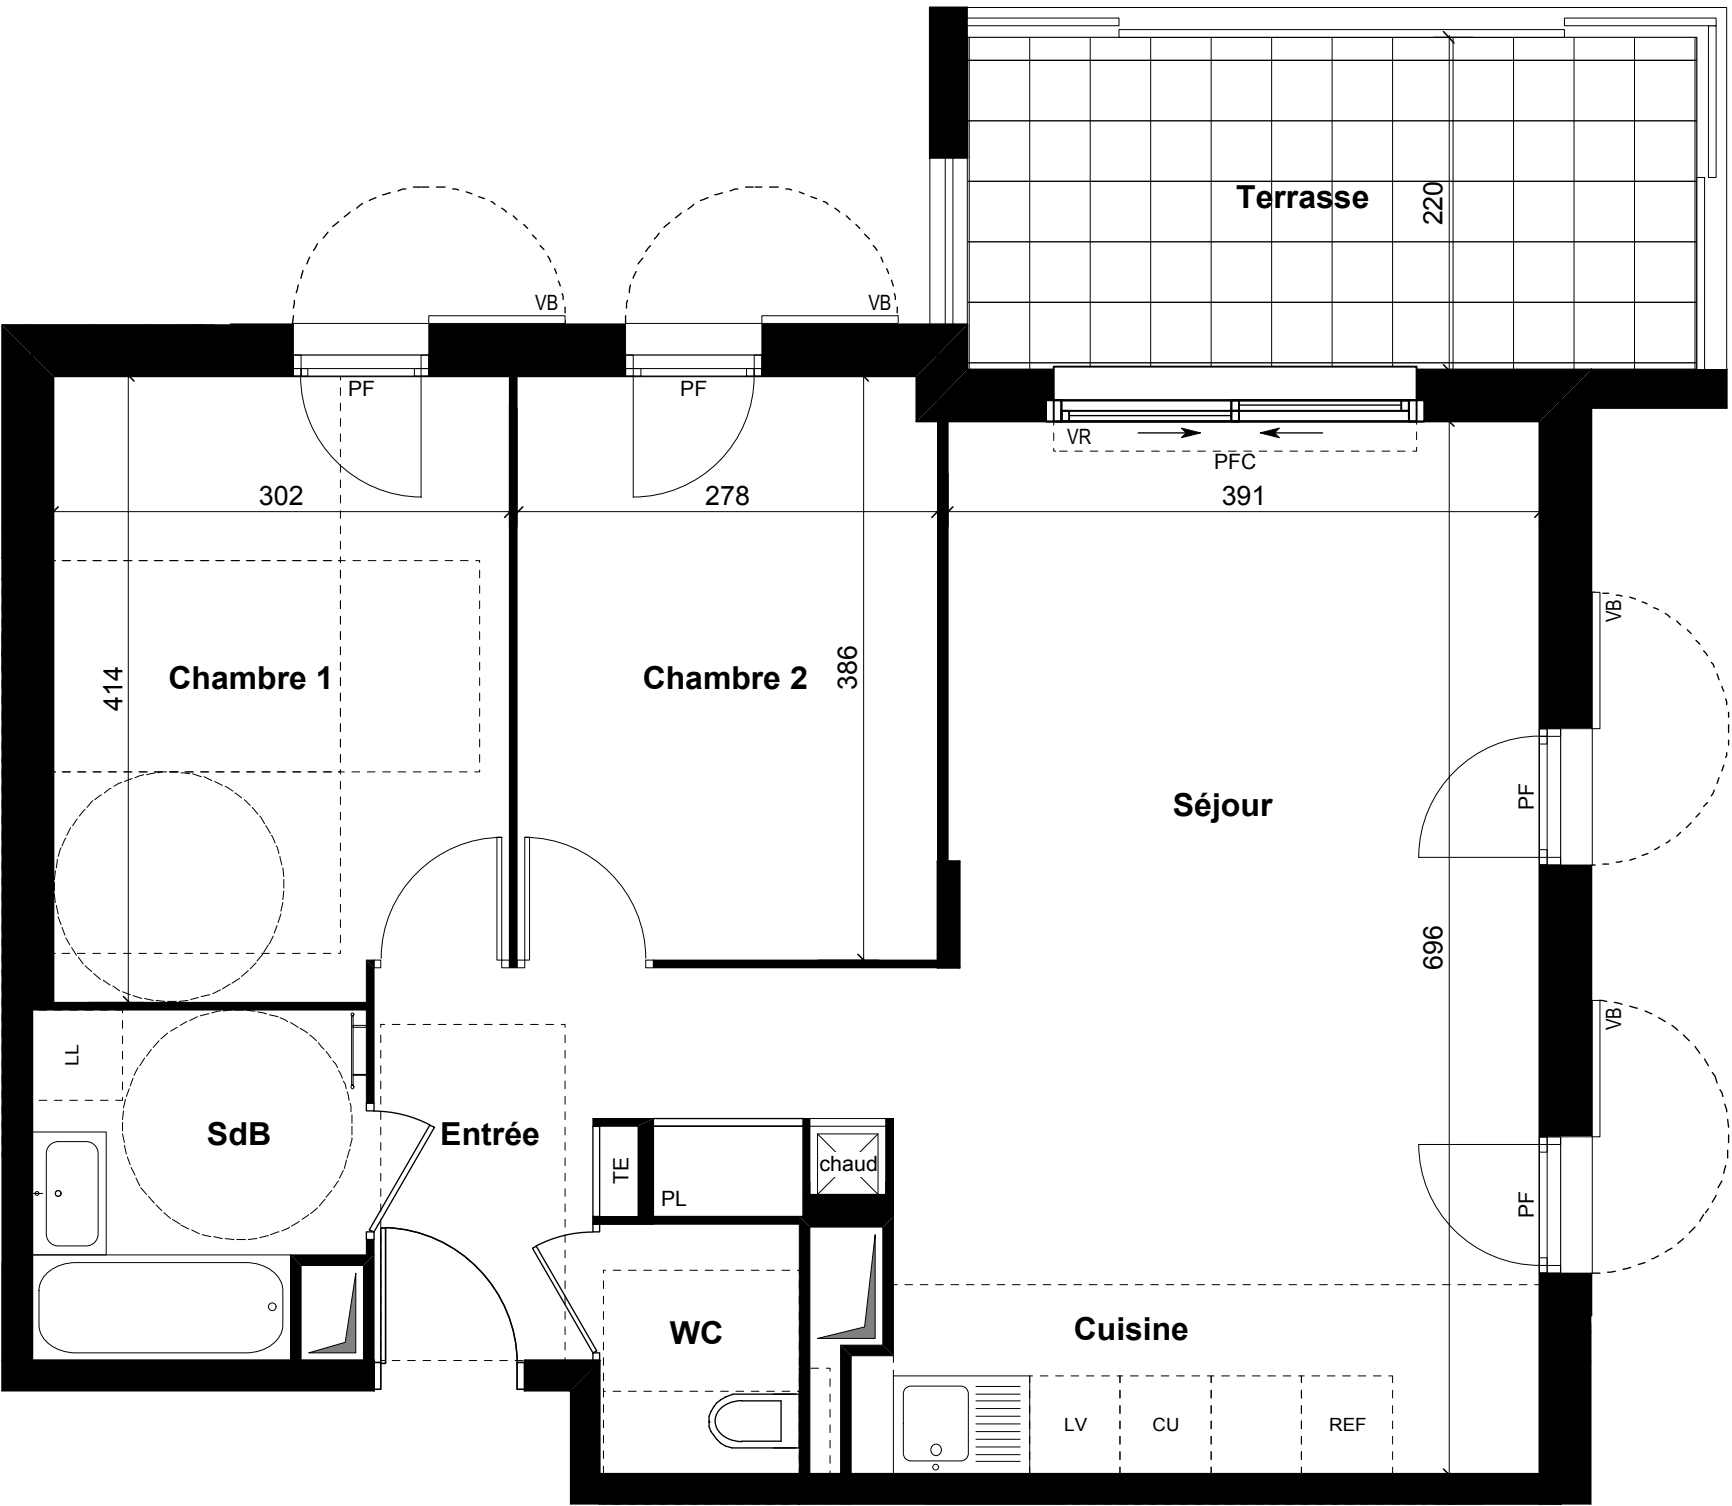 Terrasse
220
VB
VB
PF
PF
VR
PFC
302
278
391
VB
Chambre 1
414
Chambre 2
386
Séjour
PF
696
VB
LL
SdB
Entrée
TE
PL
chaud
PF
WC
Cuisine
LV
CU
REF